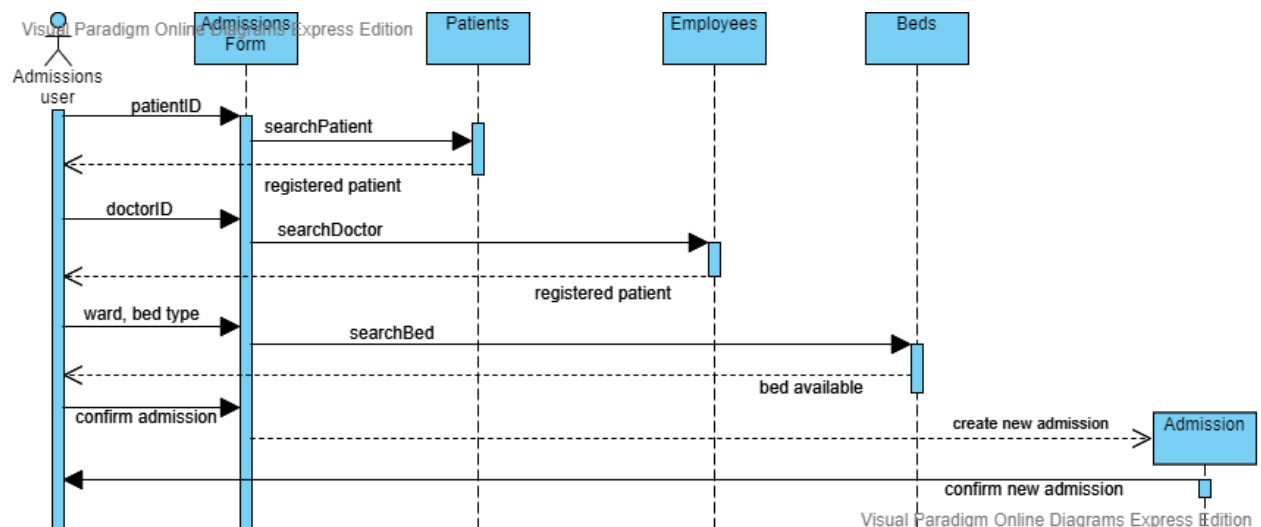 Visual Paradigm Online Diagrams Express Edition
Admissions
Form
Patients
Employees
Beds
Admissions
user
patientID
searchPatient
registered patient
doctorID
searchDoctor
registered patient
ward, bed type
searchBed
bed available
confirm admission
create new admission
Admission
confirm new admission
Visual Paradigm Online Diagrams Express Edition